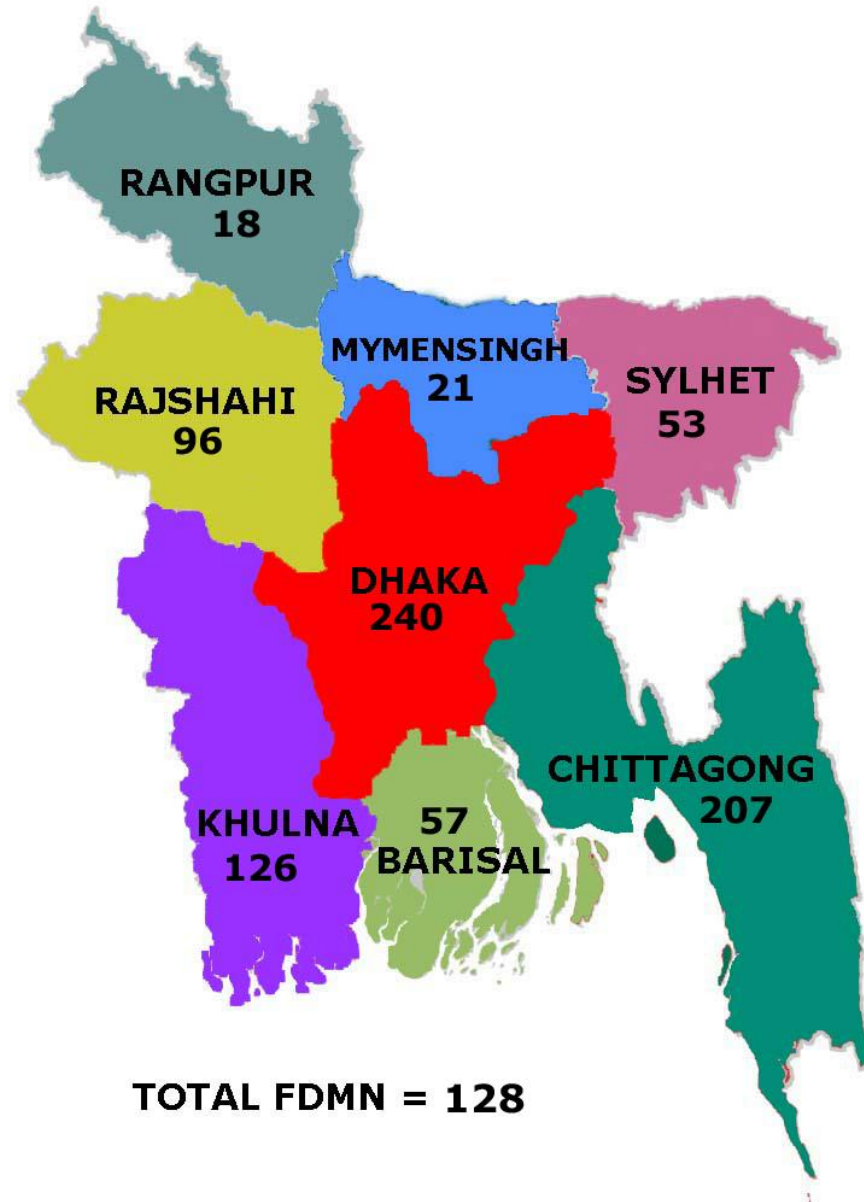 RANGPUR
18
MYMENSINGH
21
SYLHET
53
RAJSHAHI
96
DHAKA
240
CHITTAGONG
207
KHULNA
126
57
BARISAL
TOTAL FDMN = 128